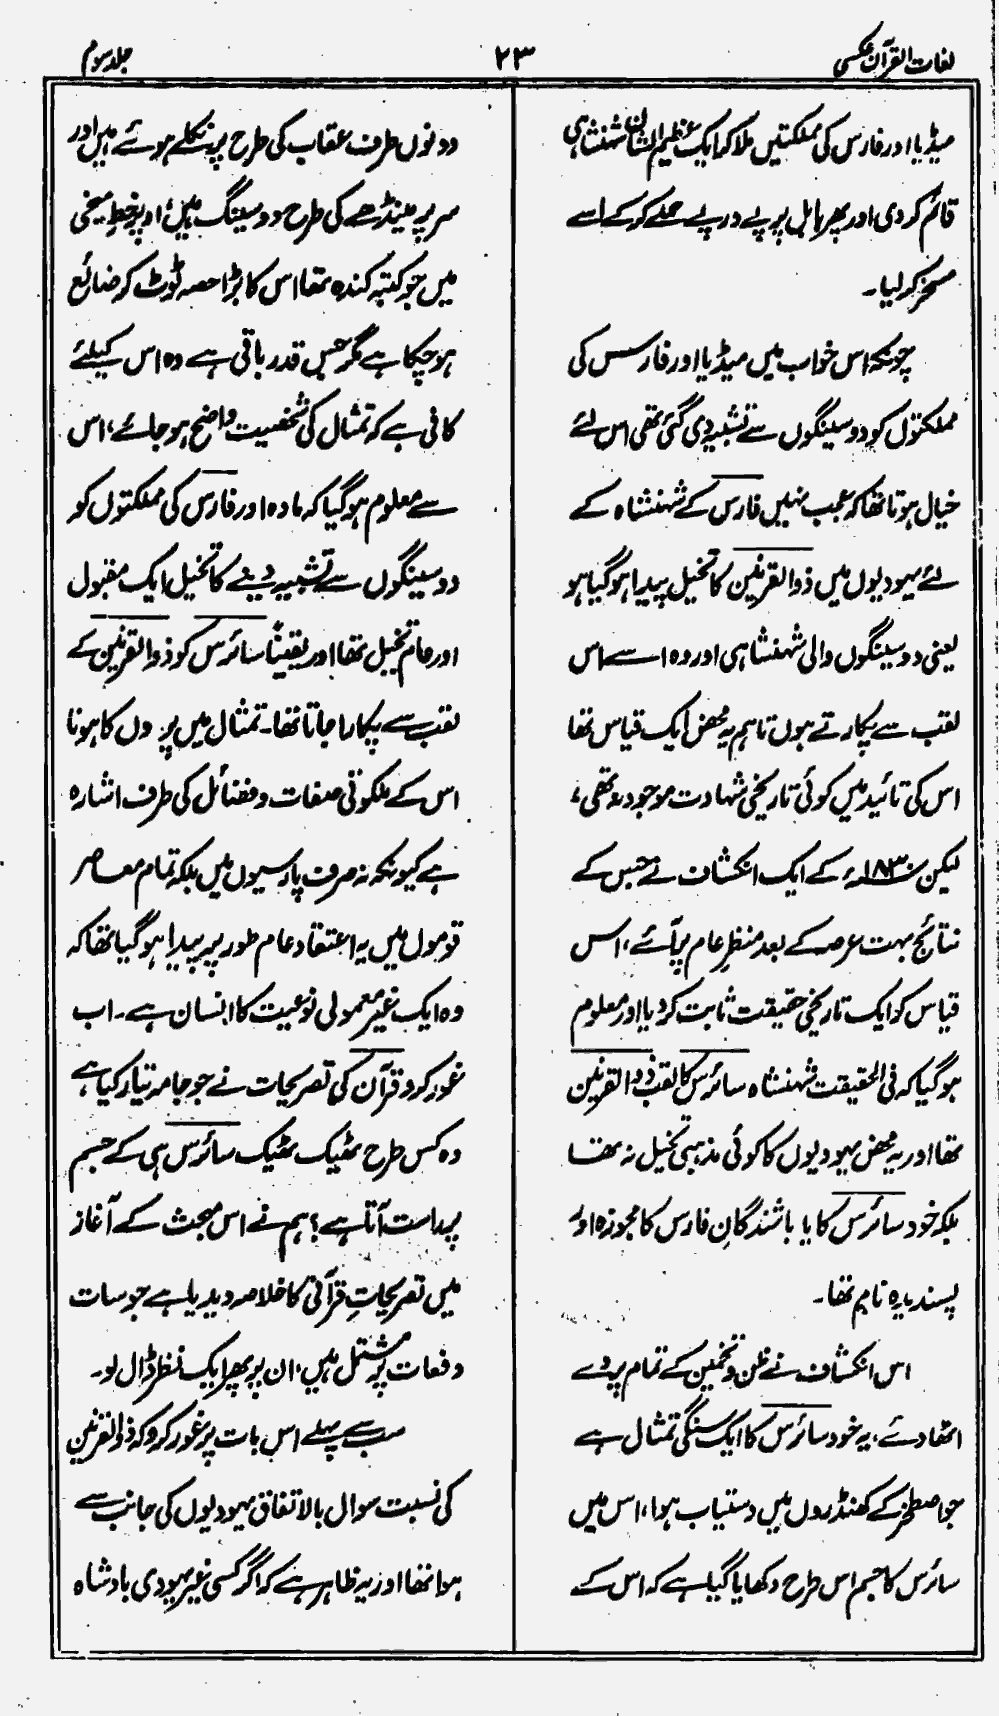 لغات القرآن عکسی
۲۳
جلد سوم
میڈیا اور فارس کی مملکتیں ملا کر ایک عظیم الشان شہنشاہی
قائم کر دی اور پھر بابل پر پے در پے حملے کر کے اسے
مسخر کر لیا۔
چونکہ اس خواب میں میڈیا اور فارس کی
مملکتوں کو دو سینگوں سے تشبیہ دی گئی تھی اس لئے
خیال ہوتا تھا کہ عجب نہیں فارس کے شہنشاہ کے
لئے یہودیوں میں ذوالقرنین کا تخیل پیدا ہو گیا ہو
یعنی دو سینگوں والی شہنشاہی اور وہ اسے اس
لقب سے پکارتے ہوں تاہم یہ محض ایک قیاس تھا
اس کی تائید میں کوئی تاریخی شہادت موجود نہ تھی،
لیکن ۱۸۳۸ء کے ایک انکشاف نے جس کے
نتائج بہت عرصہ کے بعد منظرِ عام پر آئے، اس
قیاس کو ایک تاریخی حقیقت ثابت کر دیا اور معلوم
ہو گیا کہ فی الحقیقت شہنشاہ سائرس کا لقب ذوالقرنین
تھا اور یہ محض یہودیوں کا کوئی مذہبی تخیل نہ تھا
بلکہ خود سائرس کا یا باشندگانِ فارس کا مجوزہ اور
پسندیدہ نام تھا۔
اس انکشاف نے ظن و تخمین کے تمام پردے
اٹھا دئے، یہ خود سائرس کا ایک سنگی تمثال ہے
جو اصطخر کے کھنڈروں میں دستیاب ہوا، اس میں
سائرس کا جسم اس طرح دکھایا گیا ہے کہ اس کے
دونوں طرف عقاب کی طرح پر نکلے ہوئے ہیں اور
سر پر مینڈھے کی طرح دو سینگ ہیں، اوپر خطِ میخی
میں جو کتبہ کندہ تھا اس کا بڑا حصہ ٹوٹ کر ضائع
ہو چکا ہے مگر جس قدر باقی ہے وہ اس کیلئے
کافی ہے کہ تمثال کی شخصیت واضح ہو جائے، اس
سے معلوم ہو گیا کہ مادہ اور فارس کی مملکتوں کو
دو سینگوں سے تشبیہ دینے کا تخیل ایک مقبول
اور عام تخیل تھا اور یقیناً سائرس کو ذوالقرنین کے
لقب سے پکارا جاتا تھا۔ تمثال میں پروں کا ہونا
اس کے ملکوتی صفات و فضائل کی طرف اشارہ
ہے کیونکہ نہ صرف پارسیوں میں بلکہ تمام معاصر
قوموں میں یہ اعتقاد عام طور پر پیدا ہو گیا تھا کہ
وہ ایک غیر معمولی نوعیت کا انسان ہے۔ اب
غور کرو قرآن کی تصریحات نے جو جامہ تیار کیا ہے
وہ کس طرح ٹھیک ٹھیک سائرس ہی کے جسم
پر راست آتا ہے؟ ہم نے اس مبحث کے آغاز
میں تصریحاتِ قرآنی کا خلاصہ دیدیا ہے جو سات
دفعات پر مشتمل ہیں، ان پر پھر ایک نظر ڈال لو۔
سب سے پہلے اس بات پر غور کرو کہ ذوالقرنین
کی نسبت سوال بالاتفاق یہودیوں کی جانب سے
ہوا تھا اور یہ ظاہر ہے کہ اگر کسی غیر یہودی بادشاہ